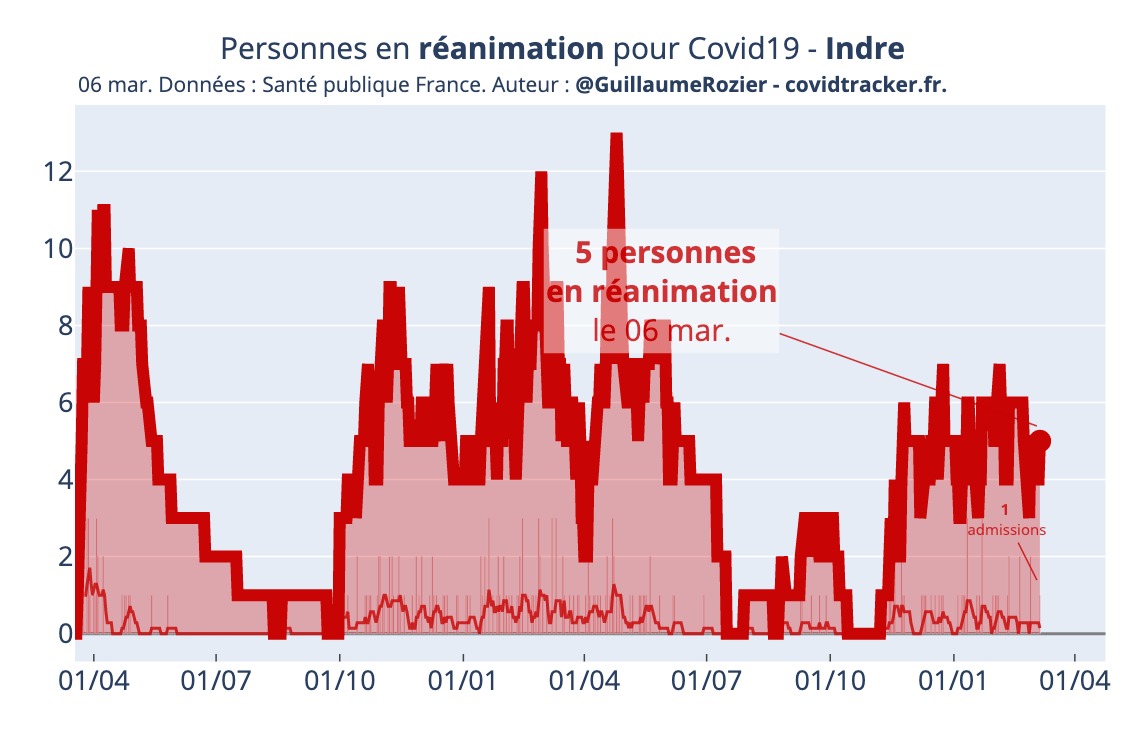 Personnes en réanimation pour Covid19 - Indre
06 mar. Données : Santé publique France. Auteur : @GuillaumeRozier - covidtracker.fr.
12
10
8
6
4
2
0
5 personnes
en réanimation
le 06 mar.
1
admissions
01/04
01/07
01/10
01/01
01/04
01/07
01/10
01/01
01/04